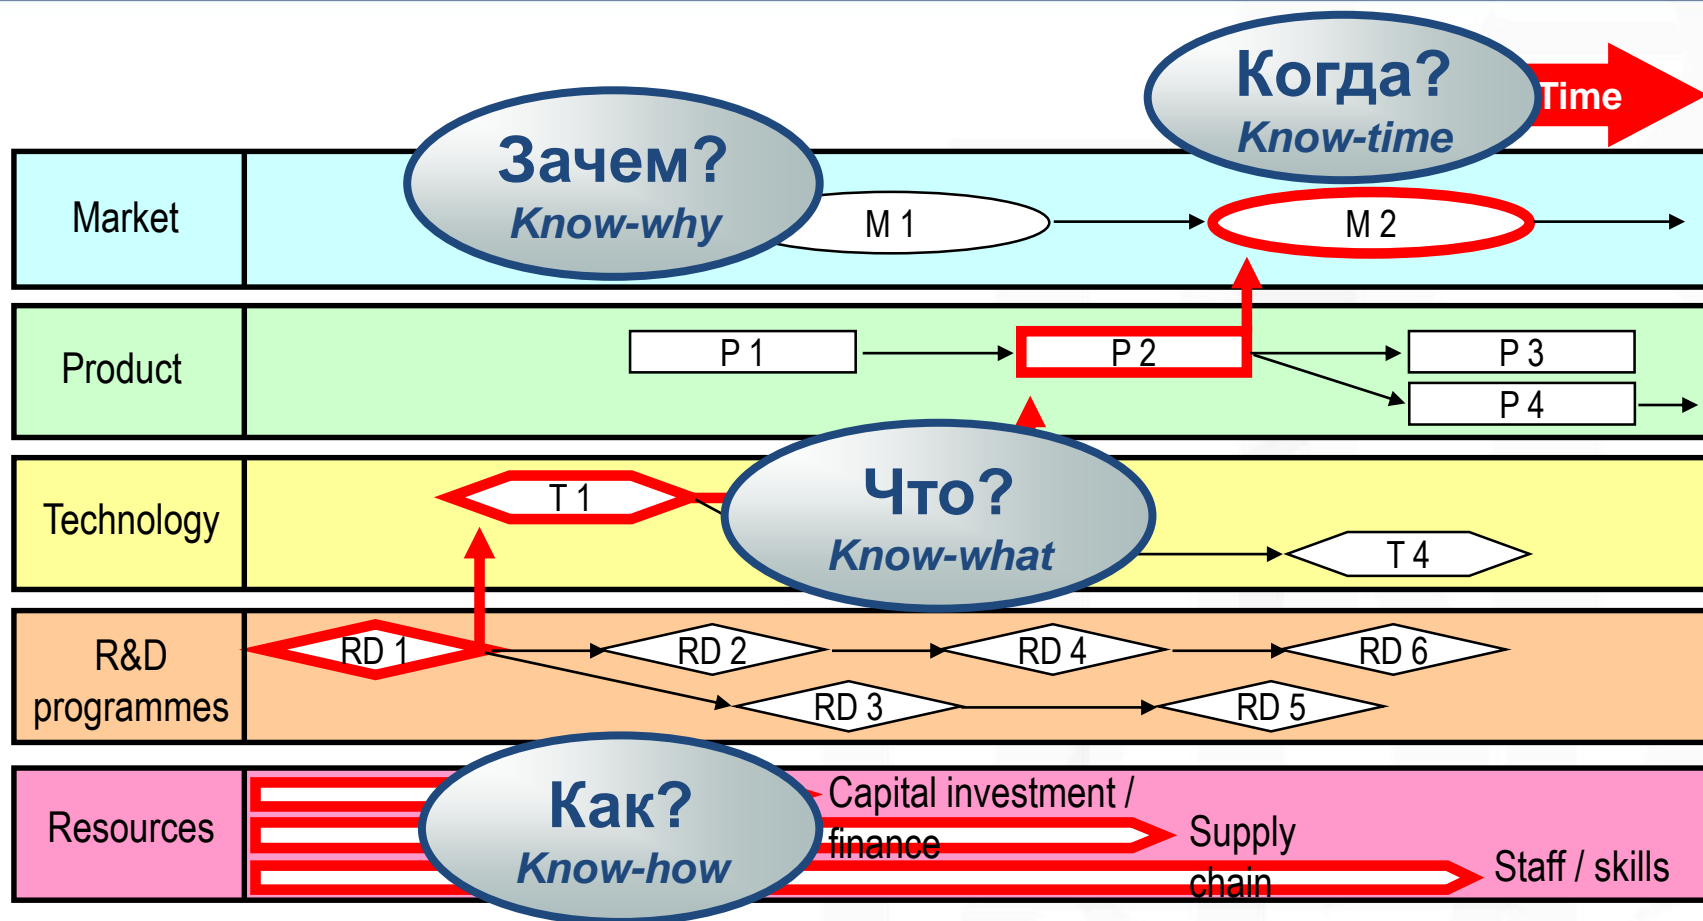 Когда?
Know-time
Time
Зачем?
Know-why
Market
M 1
M 2
Product
P 1
P 2
P 3
P 4
Technology
T 1
Что?
Know-what
T 4
R&D
programmes
RD 1
RD 2
RD 4
RD 6
RD 3
RD 5
Resources
Как?
Know-how
Capital investment /
finance
Supply
chain
Staff / skills